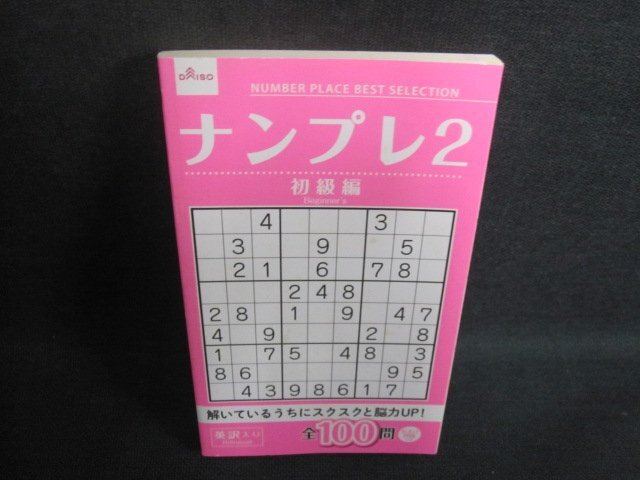 DAISO
NUMBER PLACE BEST SELECTION
ナンプレ2
初級編
Beginner's
4 3
3 9 5
2 1 6 7 8
2 4 8
2 8 1 9 4 7
4 9 2 8
1 7 5 4 8 3
8 6 9 5
4 3 9 8 6 1 7
解いているうちにスクスクと脳力UP!
英訳入り
全100問